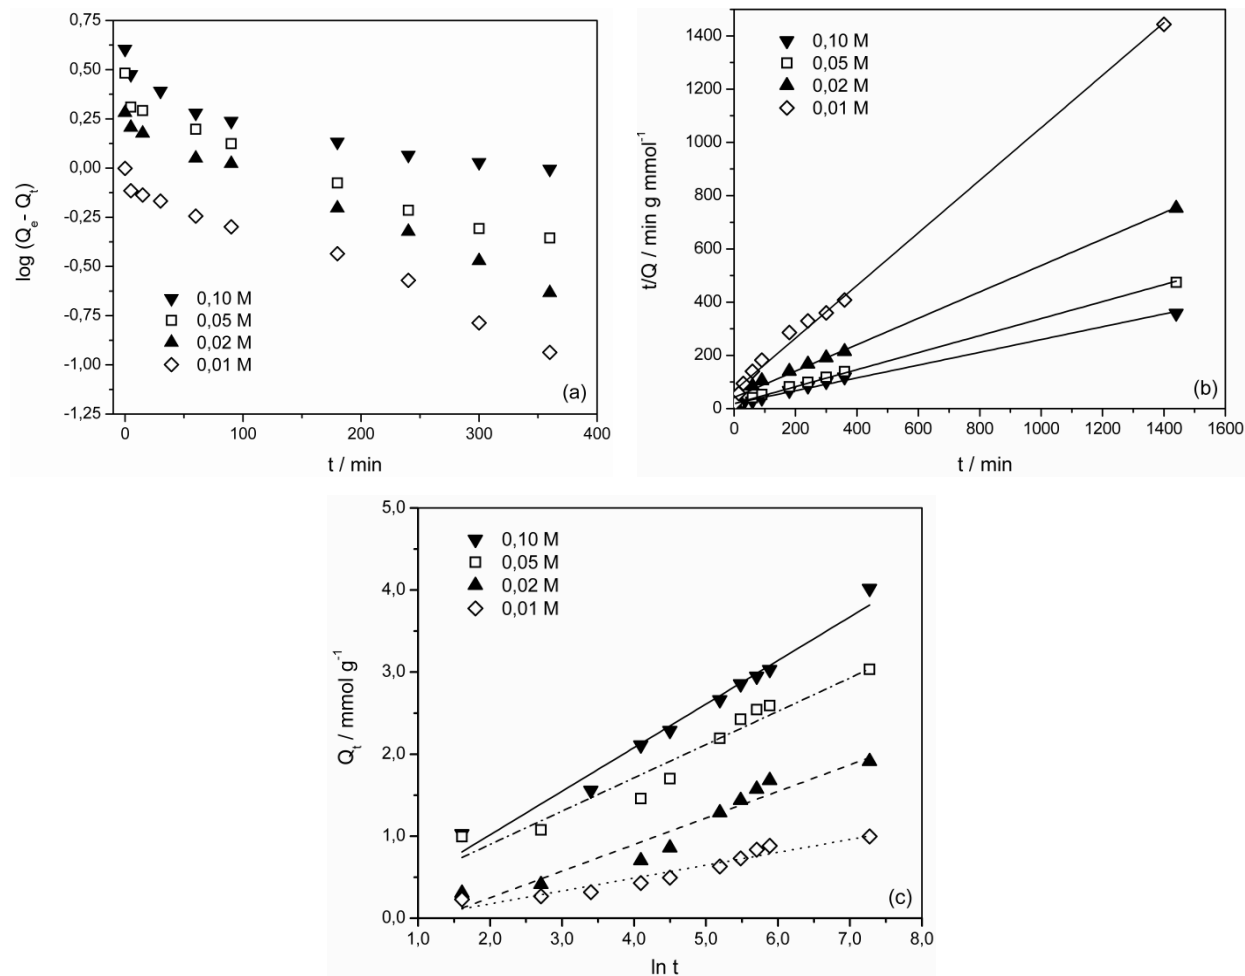 0,75
0,50
0,25
0,00
-0,25
-0,50
-0,75
-1,00
-1,25
log (Qe - Qt)
0,10 M
0,05 M
0,02 M
0,01 M
(a)
0 100 200 300 400
t / min
1400
1200
1000
800
600
400
200
0
t/Q / min g mmol-1
0,10 M
0,05 M
0,02 M
0,01 M
(b)
0 200 400 600 800 1000 1200 1400 1600
t / min
5,0
4,0
3,0
2,0
1,0
0,0
Qt / mmol g-1
0,10 M
0,05 M
0,02 M
0,01 M
(c)
1,0 2,0 3,0 4,0 5,0 6,0 7,0 8,0
ln t